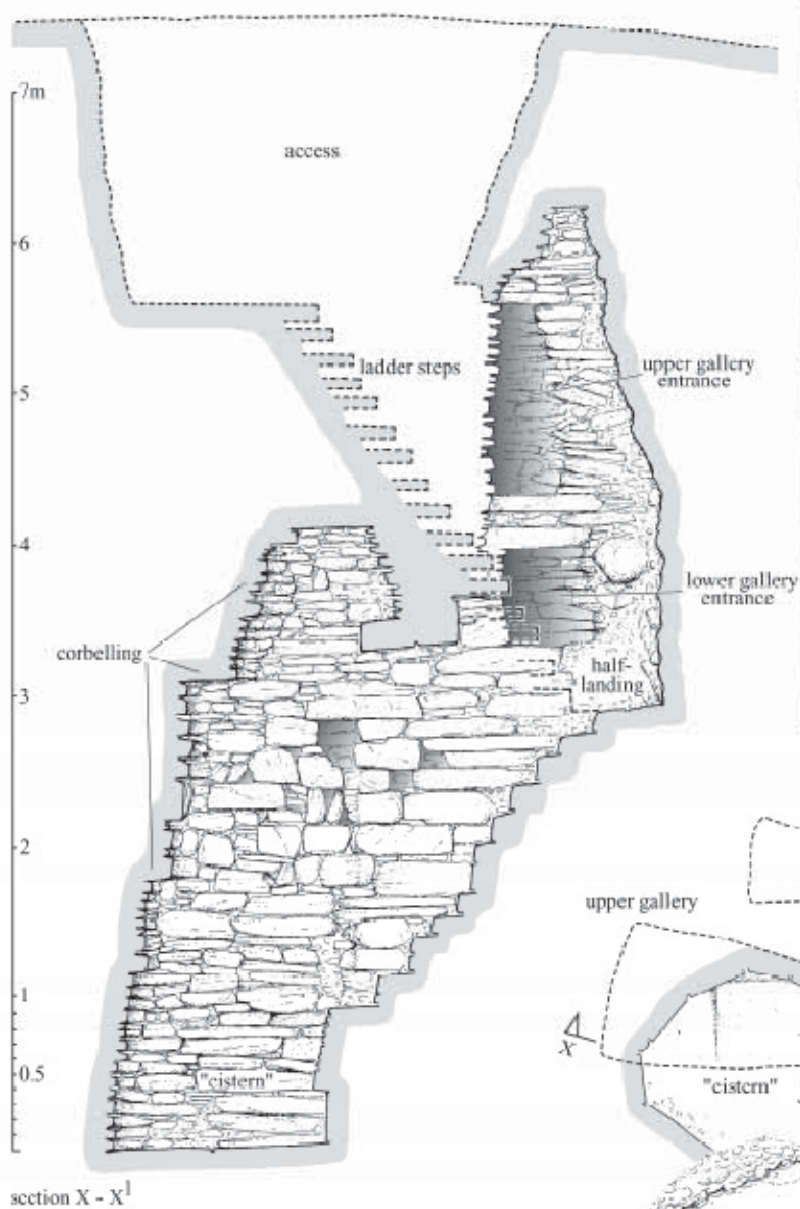 7m
access
6
upper gallery
entrance
ladder steps
5
4
lower gallery
entrance
corbelling
half-
landing
3
2
upper gallery
1
X
0.5
"cistern"
"cistern"
section X - X1